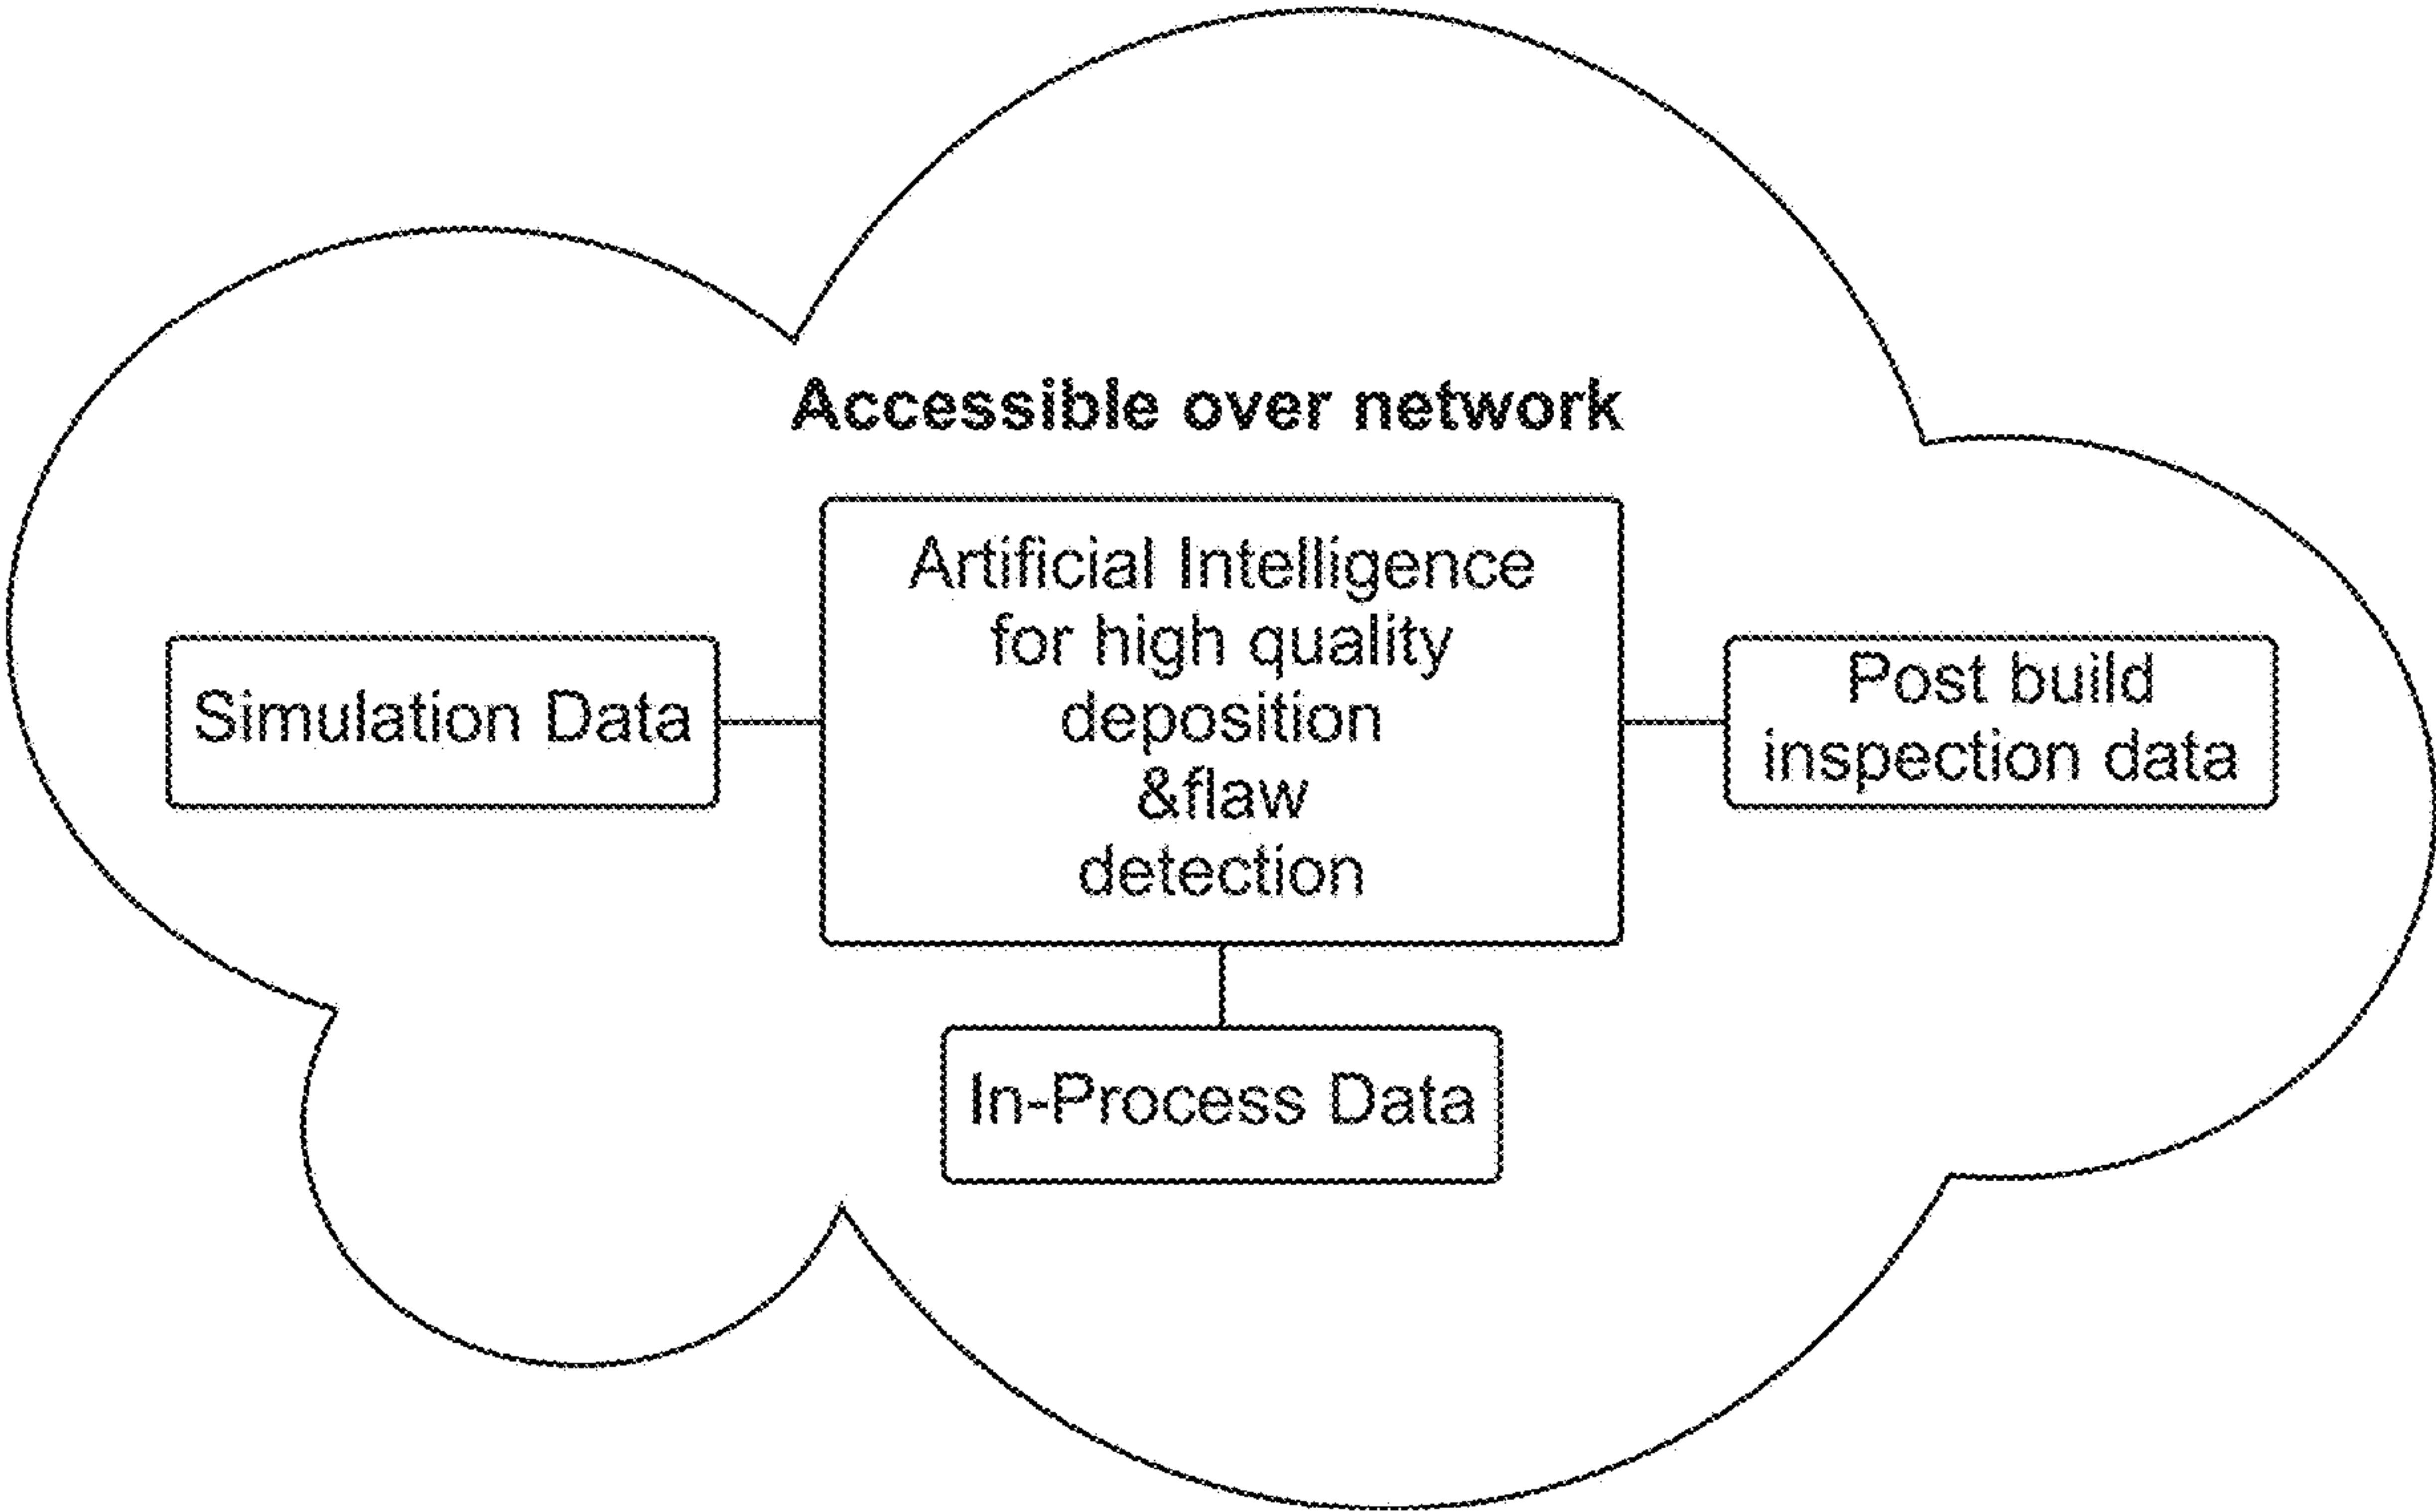 Accessible over network
Artificial Intelligence
for high quality
deposition
&flaw
detection
Simulation Data
Post build
inspection data
In-Process Data